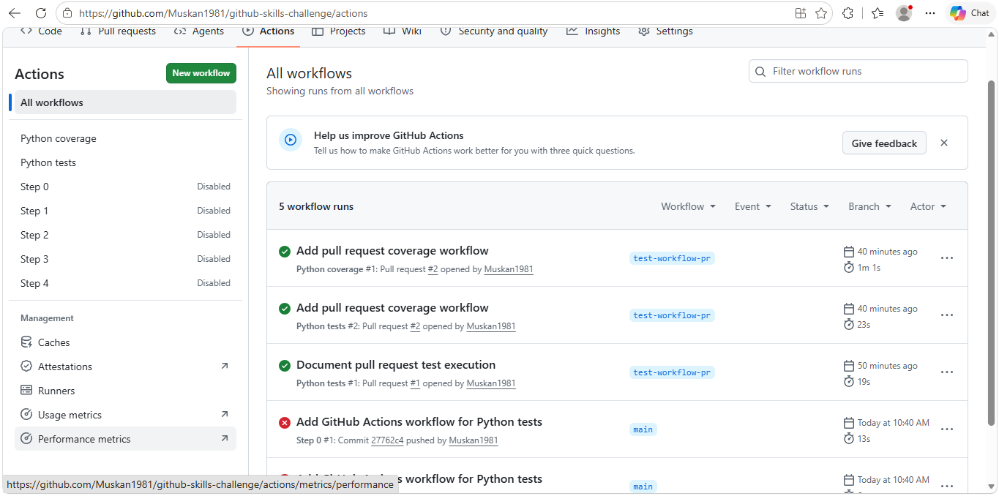 https://github.com/Muskan1981/github-skills-challenge/actions
Chat
Code
Pull requests
Agents
Actions
Projects
Wiki
Security and quality
Insights
Settings
Actions
New workflow
All workflows
Python coverage
Python tests
Step 0 Disabled
Step 1 Disabled
Step 2 Disabled
Step 3 Disabled
Step 4 Disabled
Management
Caches
Attestations
Runners
Usage metrics
Performance metrics
All workflows
Showing runs from all workflows
Filter workflow runs
Help us improve GitHub Actions
Tell us how to make GitHub Actions work better for you with three quick questions.
Give feedback
5 workflow runs
Workflow
Event
Status
Branch
Actor
Add pull request coverage workflow
Python coverage #1: Pull request #2 opened by Muskan1981
test-workflow-pr
40 minutes ago
1m 1s
Add pull request coverage workflow
Python tests #2: Pull request #2 opened by Muskan1981
test-workflow-pr
40 minutes ago
23s
Document pull request test execution
Python tests #1: Pull request #1 opened by Muskan1981
test-workflow-pr
50 minutes ago
19s
Add GitHub Actions workflow for Python tests
Step 0 #1: Commit 27762c4 pushed by Muskan1981
main
Today at 10:40 AM
13s
workflow for Python tests
main
Today at 10:40 AM
https://github.com/Muskan1981/github-skills-challenge/actions/metrics/performance